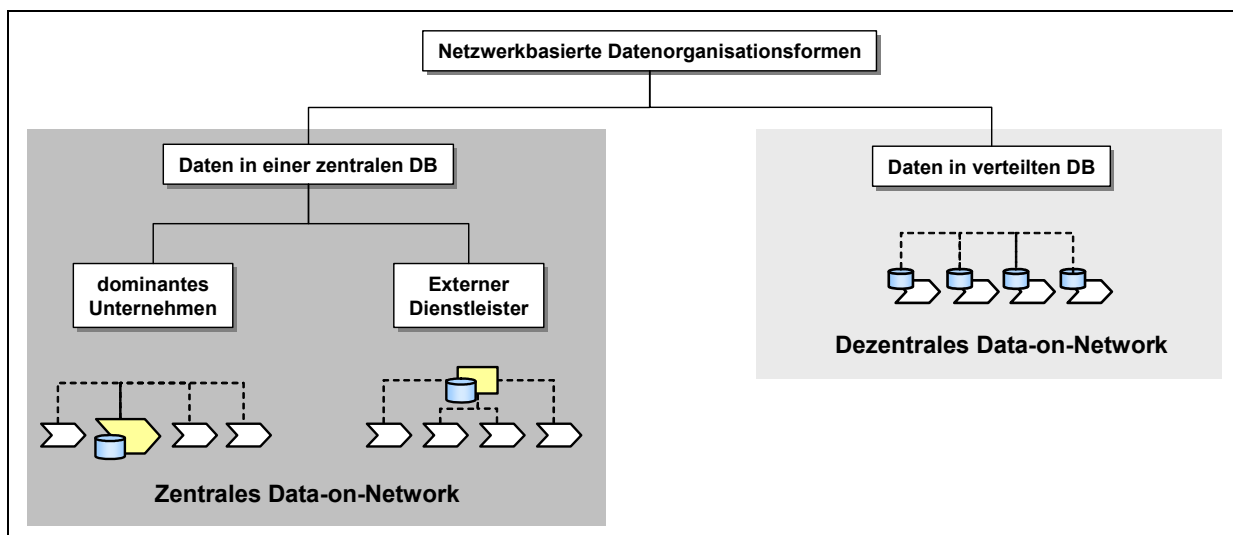 Netzwerkbasierte Datenorganisationsformen
Daten in einer zentralen DB
dominantes
Unternehmen
Externer
Dienstleister
Zentrales Data-on-Network
Daten in verteilten DB
Dezentrales Data-on-Network